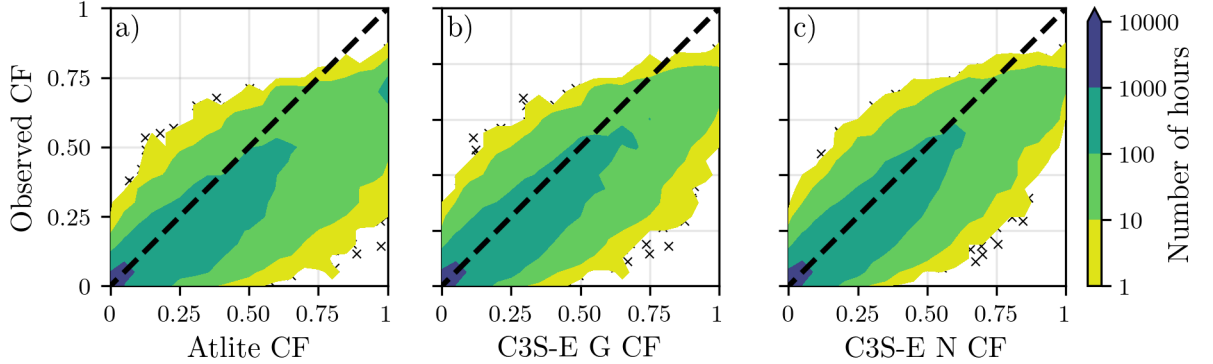 a)
b)
c)
1
0.75
0.50
0.25
0
Observed CF
0 0.25 0.50 0.75 1
0 0.25 0.50 0.75 1
0 0.25 0.50 0.75 1
Atlite CF
C3S-E G CF
C3S-E N CF
10000
1000
100
10
1
Number of hours